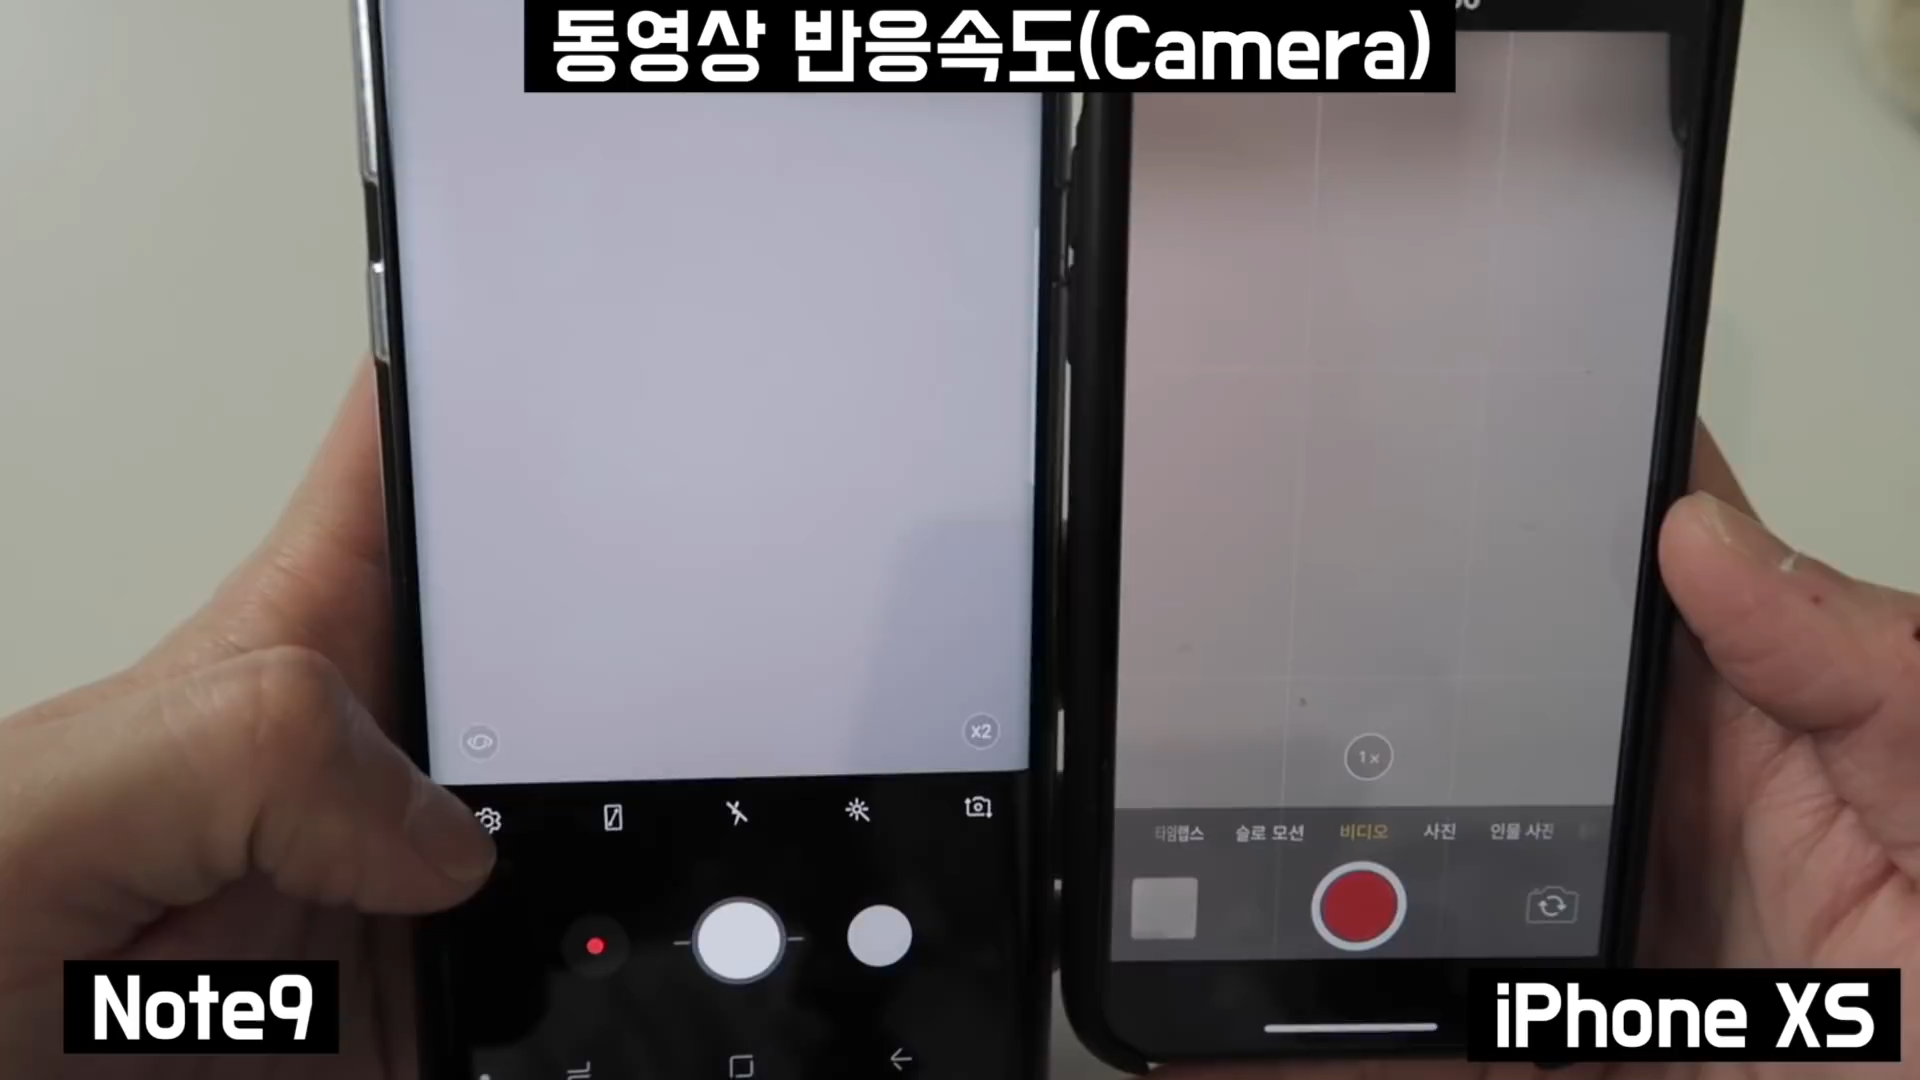 동영상 반응속도(Camera)
x2
1x
타임랩스 슬로 모션 비디오 사진 인물 사진
Note9
iPhone XS